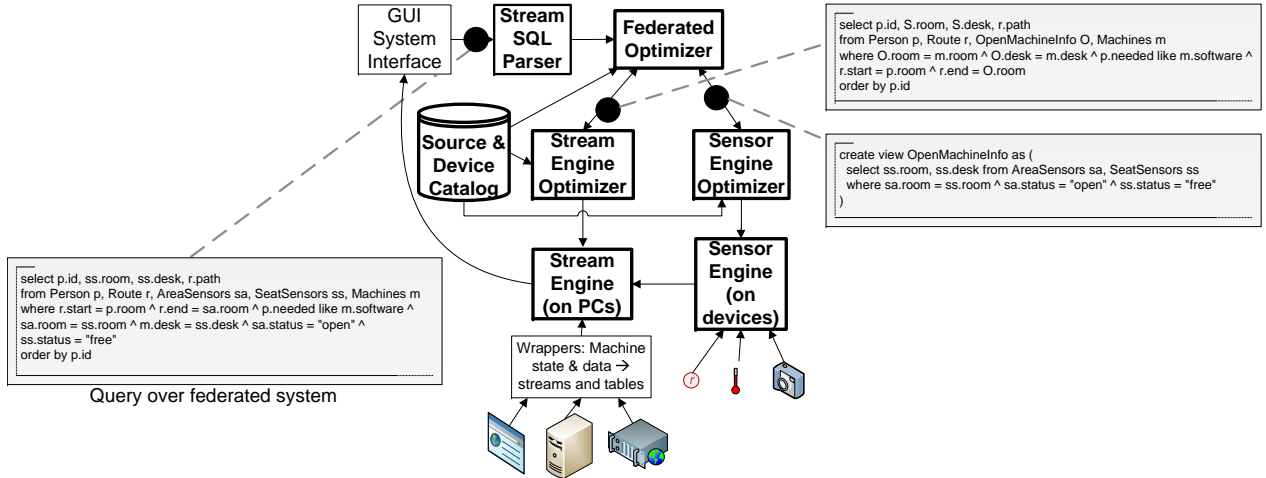 GUI
System
Interface
Stream
SQL
Parser
Federated
Optimizer
select p.id, S.room, S.desk, r.path
from Person p, Route r, OpenMachineInfo O, Machines m
where O.room = m.room ^ O.desk = m.desk ^ p.needed like m.software ^
r.start = p.room ^ r.end = O.room
order by p.id
Source &
Device
Catalog
Stream
Engine
Optimizer
Sensor
Engine
Optimizer
create view OpenMachineInfo as (
select ss.room, ss.desk from AreaSensors sa, SeatSensors ss
where sa.room = ss.room ^ sa.status = "open" ^ ss.status = "free"
)
select p.id, ss.room, ss.desk, r.path
from Person p, Route r, AreaSensors sa, SeatSensors ss, Machines m
where r.start = p.room ^ r.end = sa.room ^ p.needed like m.software ^
sa.room = ss.room ^ m.desk = ss.desk ^ sa.status = "open" ^
ss.status = "free"
order by p.id
Query over federated system
Stream
Engine
(on PCs)
Sensor
Engine
(on
devices)
Wrappers: Machine
state & data →
streams and tables
r